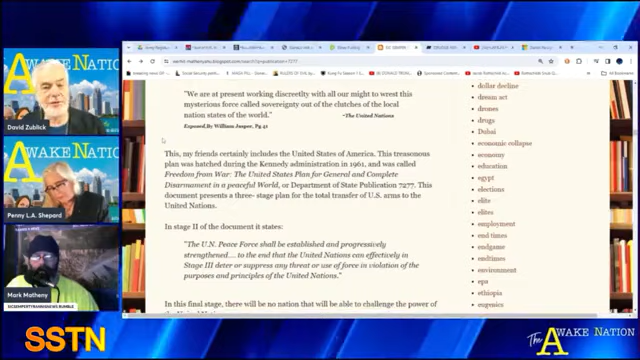 WAKE NATION
David Zublick
WAKE NATION
Penny L.A. Shepard
Mark Matheny
SSTN
"We are at present working discreetly with all our might to wrest this
mysterious force called sovereignty out of the clutches of the local
nation states of the world."
~The United Nations
Exposed,By William Jasper, Pg 41
This, my friends certainly includes the United States of America. This treasonous
plan was hatched during the Kennedy administration in 1961, and was called
Freedom from War: The United States Plan for General and Complete
Disarmament in a peaceful World, or Department of State Publication 7277. This
document presents a three- stage plan for the total transfer of U.S. arms to the
United Nations.
In stage II of the document it states:
"The U.N. Peace Force shall be established and progressively
strengthened.... to the end that the United Nations can effectively in
Stage III deter or suppress any threat or use of force in violation of the
purposes and principles of the United Nations."
In this final stage, there will be no nation that will be able to challenge the power of
dollar decline
dream act
drones
drugs
Dubai
economic collapse
economy
education
egypt
elections
elite
elites
employment
end times
endgame
endtimes
environment
epa
ethiopia
eugenics
The AWAKE NATION